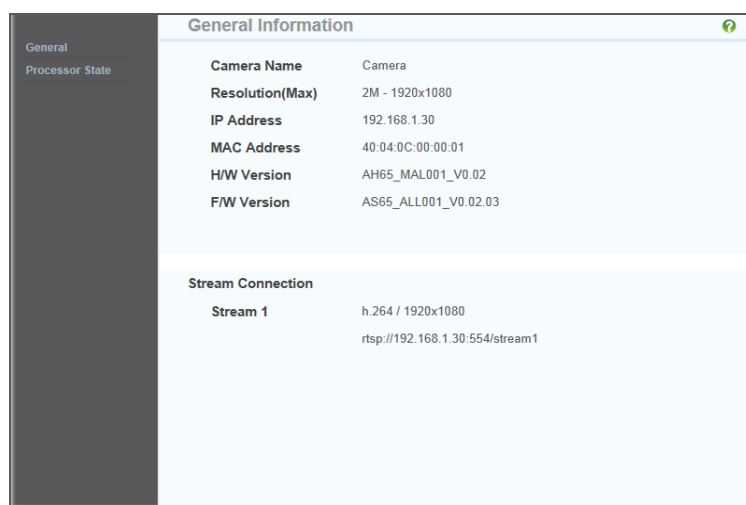 General Information
General
Processor State
Camera Name Camera
Resolution(Max) 2M - 1920x1080
IP Address 192.168.1.30
MAC Address 40:04:0C:00:00:01
H/W Version AH65_MAL001_V0.02
F/W Version AS65_ALL001_V0.02.03
Stream Connection
Stream 1 h.264 / 1920x1080
rtsp://192.168.1.30:554/stream1